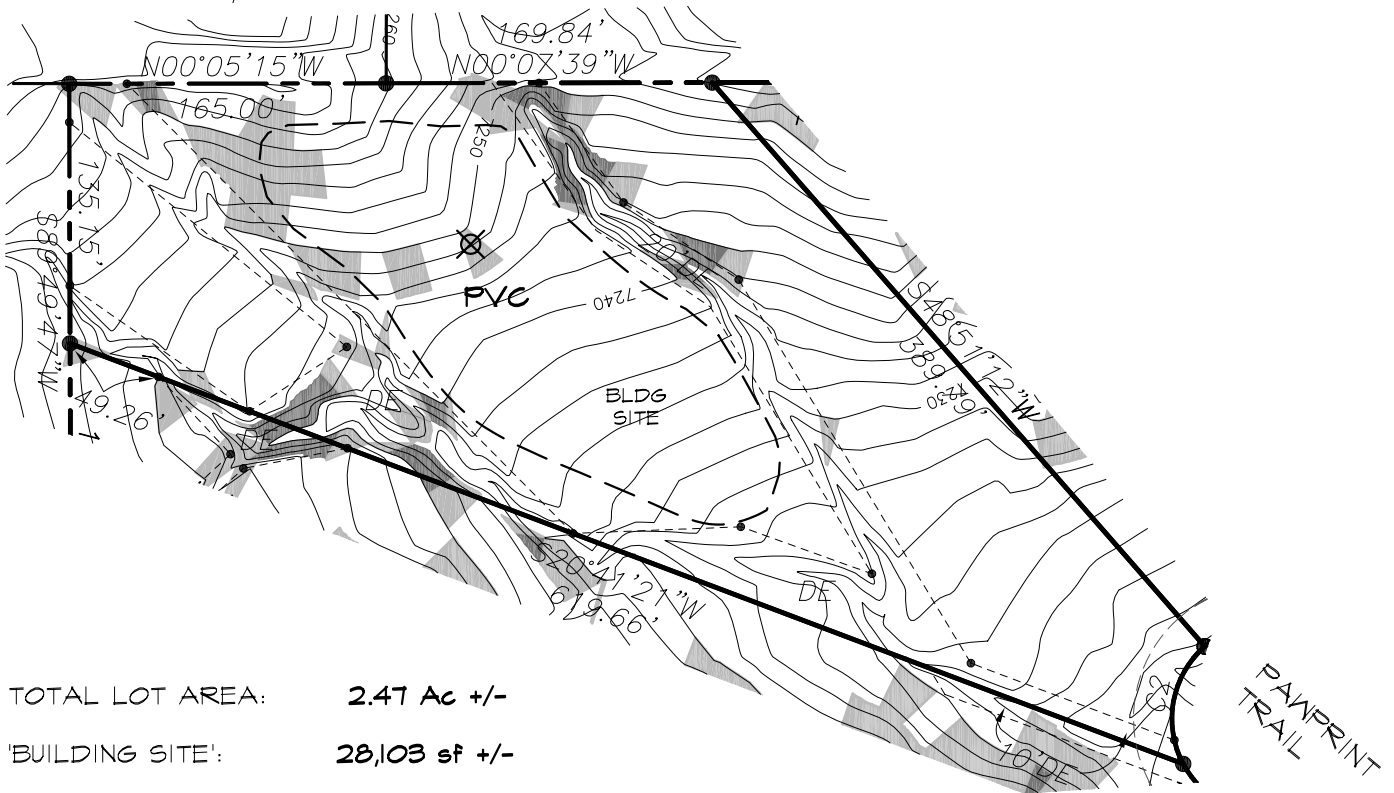 169.84'
N00°05'15"W
N00°07'39"W
165.00'
7250
135.15'
S89°49'47"W
PVC
20' DE
7240
S48°51'12"W
389.29'
7230
BLDG
SITE
49.26'
DE
DE
S20°41'21"W
619.66'
DE
16' DE
PAWPRINT
TRAIL
TOTAL LOT AREA: 2.47 Ac +/-
'BUILDING SITE': 28,103 sf +/-